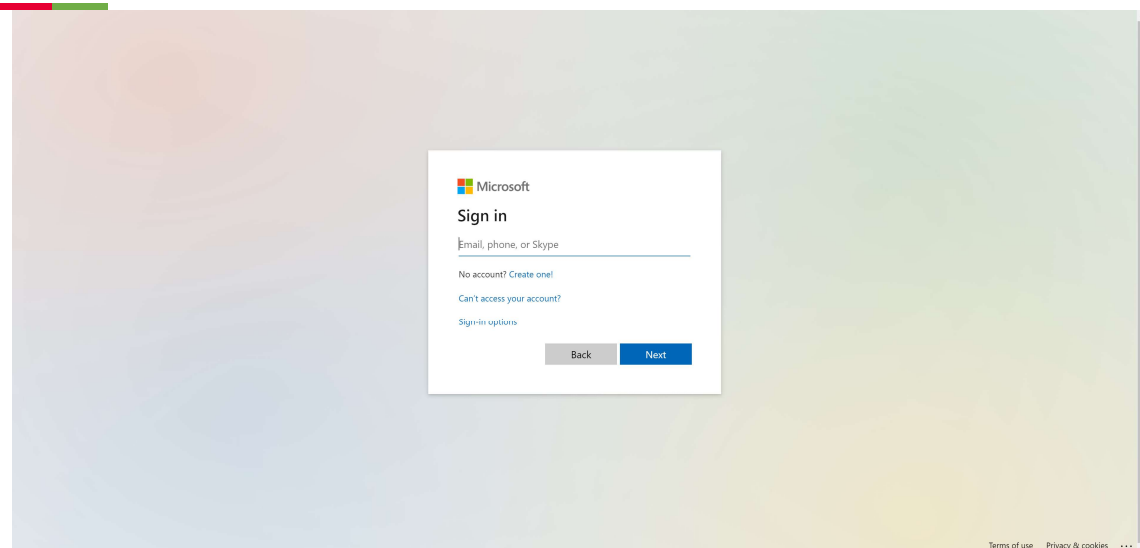 Microsoft
Sign in
Email, phone, or Skype
No account? Create one!
Can't access your account?
Sign-in options
Back Next
Terms of use Privacy & cookies ...